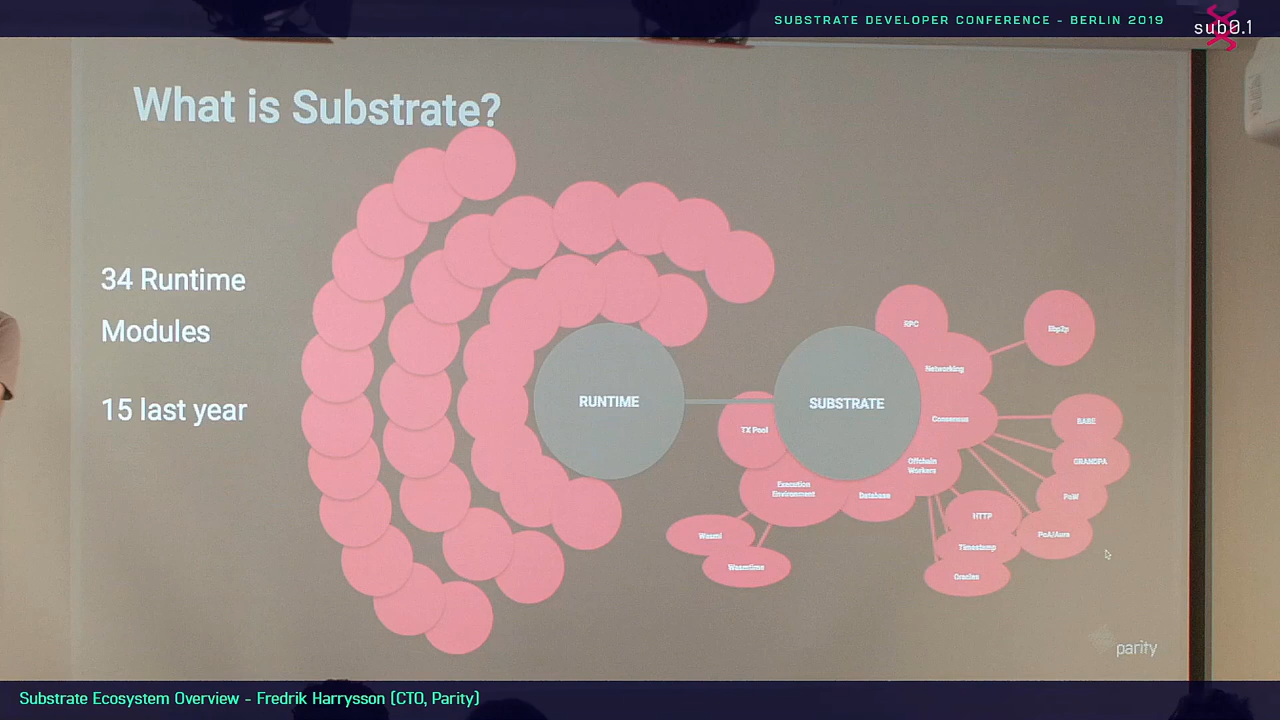 SUBSTRATE DEVELOPER CONFERENCE - BERLIN 2019
sub0.1
What is Substrate?
34 Runtime
Modules
15 last year
RUNTIME
SUBSTRATE
RPC
Networking
libp2p
Consensus
BABE
GRANDPA
PoW
PoA/Aura
TX Pool
Offchain
Workers
Execution
Environment
Database
HTTP
Timestamp
Oracles
Wasmi
Wasmtime
parity
Substrate Ecosystem Overview - Fredrik Harrysson (CTO, Parity)